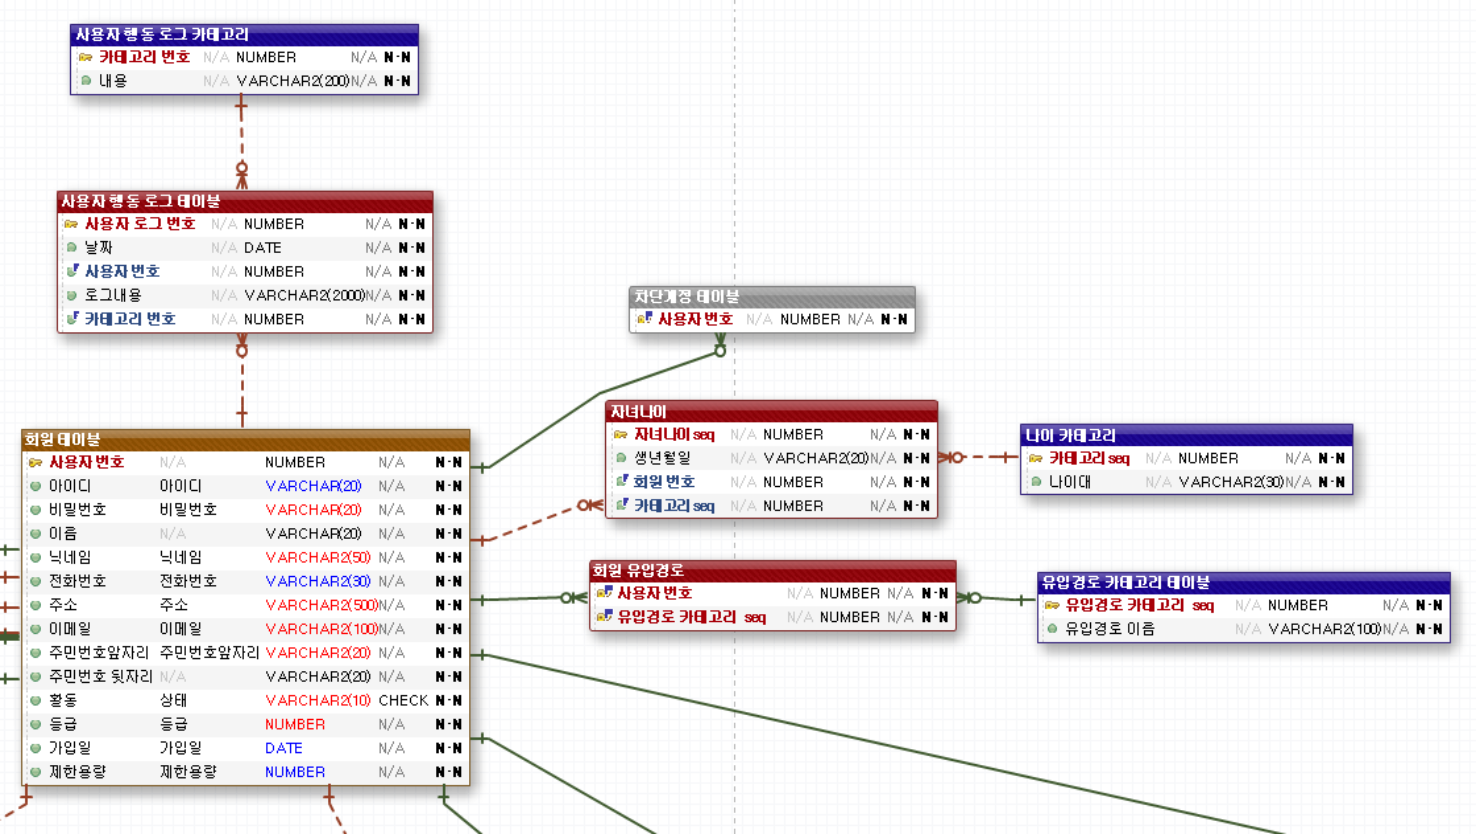 사용자 행동 로그 카테고리
카테고리 번호 N/A NUMBER N/A N-N
내용 N/A VARCHAR2(200) N/A N-N
사용자 행동 로그 테이블
사용자 로그 번호 N/A NUMBER N/A N-N
날짜 N/A DATE N/A N-N
사용자 번호 N/A NUMBER N/A N-N
로그내용 N/A VARCHAR2(2000) N/A N-N
카테고리 번호 N/A NUMBER N/A N-N
차단계정 테이블
사용자 번호 N/A NUMBER N/A N-N
자녀나이
자녀나이 seq N/A NUMBER N/A N-N
생년월일 N/A VARCHAR2(20) N/A N-N
회원 번호 N/A NUMBER N/A N-N
카테고리 seq N/A NUMBER N/A N-N
나이 카테고리
카테고리 seq N/A NUMBER N/A N-N
나이대 N/A VARCHAR2(30) N/A N-N
회원 테이블
사용자 번호 N/A NUMBER N/A N-N
아이디 아이디 VARCHAR(20) N/A N-N
비밀번호 비밀번호 VARCHAR(20) N/A N-N
이름 N/A VARCHAR(20) N/A N-N
닉네임 닉네임 VARCHAR2(50) N/A N-N
전화번호 전화번호 VARCHAR2(30) N/A N-N
주소 주소 VARCHAR2(500) N/A N-N
이메일 이메일 VARCHAR2(100) N/A N-N
주민번호앞자리 주민번호앞자리 VARCHAR2(20) N/A N-N
주민번호 뒷자리 N/A VARCHAR2(20) N/A N-N
활동 상태 VARCHAR2(10) CHECK N-N
등급 등급 NUMBER N/A N-N
가입일 가입일 DATE N/A N-N
제한용량 제한용량 NUMBER N/A N-N
회원 유입경로
사용자 번호 N/A NUMBER N/A N-N
유입경로 카테고리 seq N/A NUMBER N/A N-N
유입경로 카테고리 테이블
유입경로 카테고리 seq N/A NUMBER N/A N-N
유입경로 이름 N/A VARCHAR2(100) N/A N-N